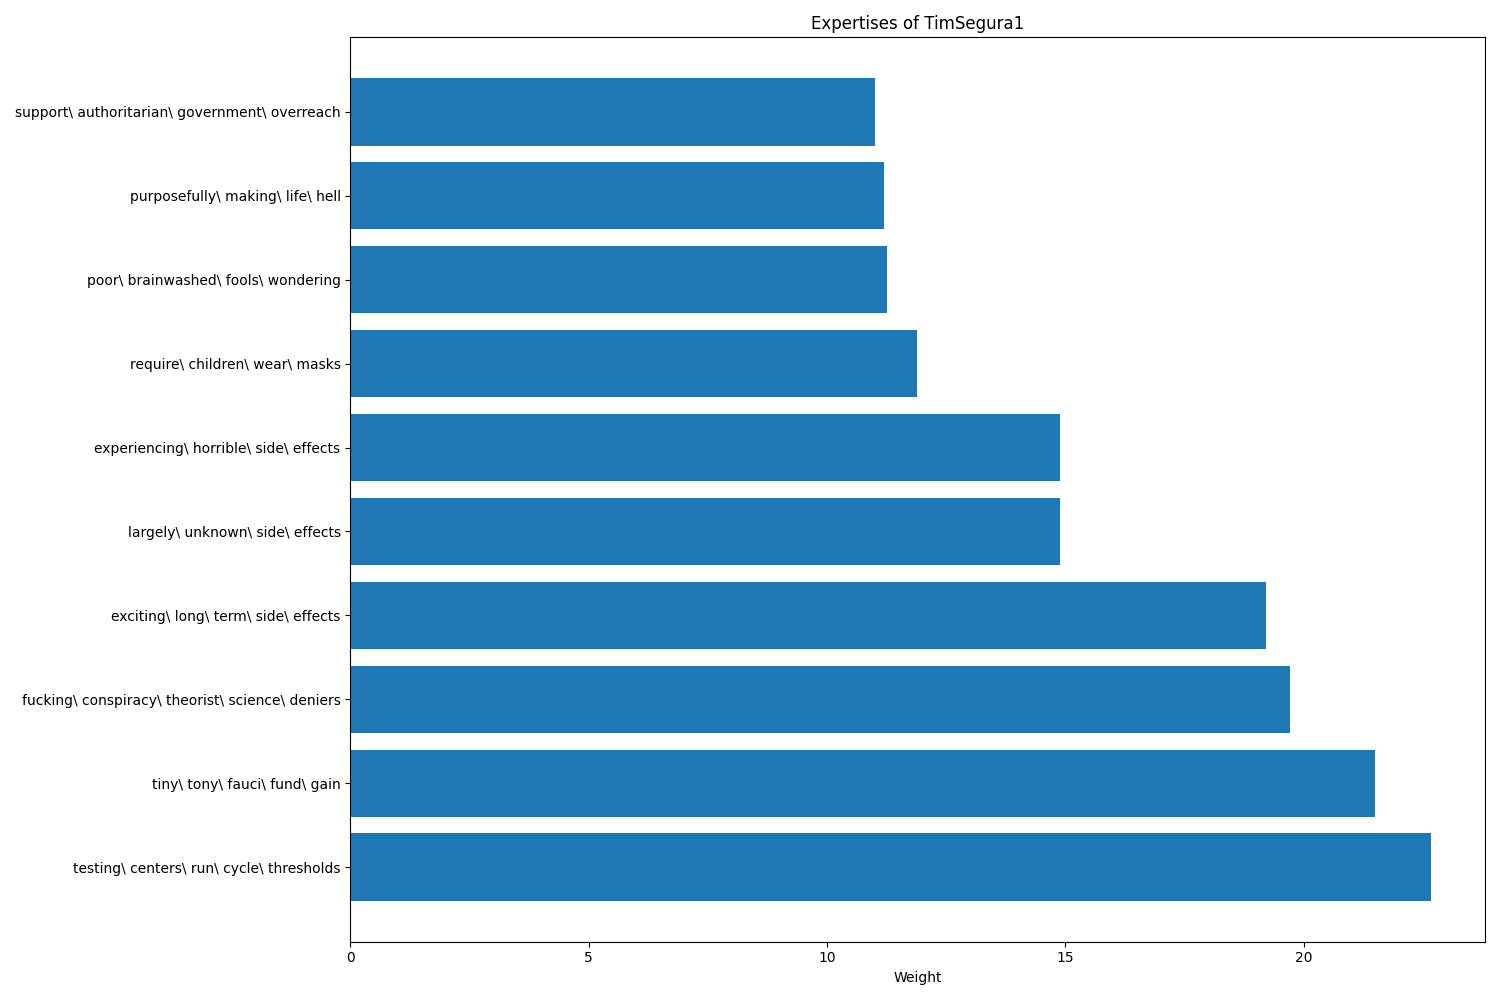 Expertises of TimSegura1
support\ authoritarian\ government\ overreach
purposefully\ making\ life\ hell
poor\ brainwashed\ fools\ wondering
require\ children\ wear\ masks
experiencing\ horrible\ side\ effects
largely\ unknown\ side\ effects
exciting\ long\ term\ side\ effects
fucking\ conspiracy\ theorist\ science\ deniers
tiny\ tony\ fauci\ fund\ gain
testing\ centers\ run\ cycle\ thresholds
0 5 10 15 20
Weight